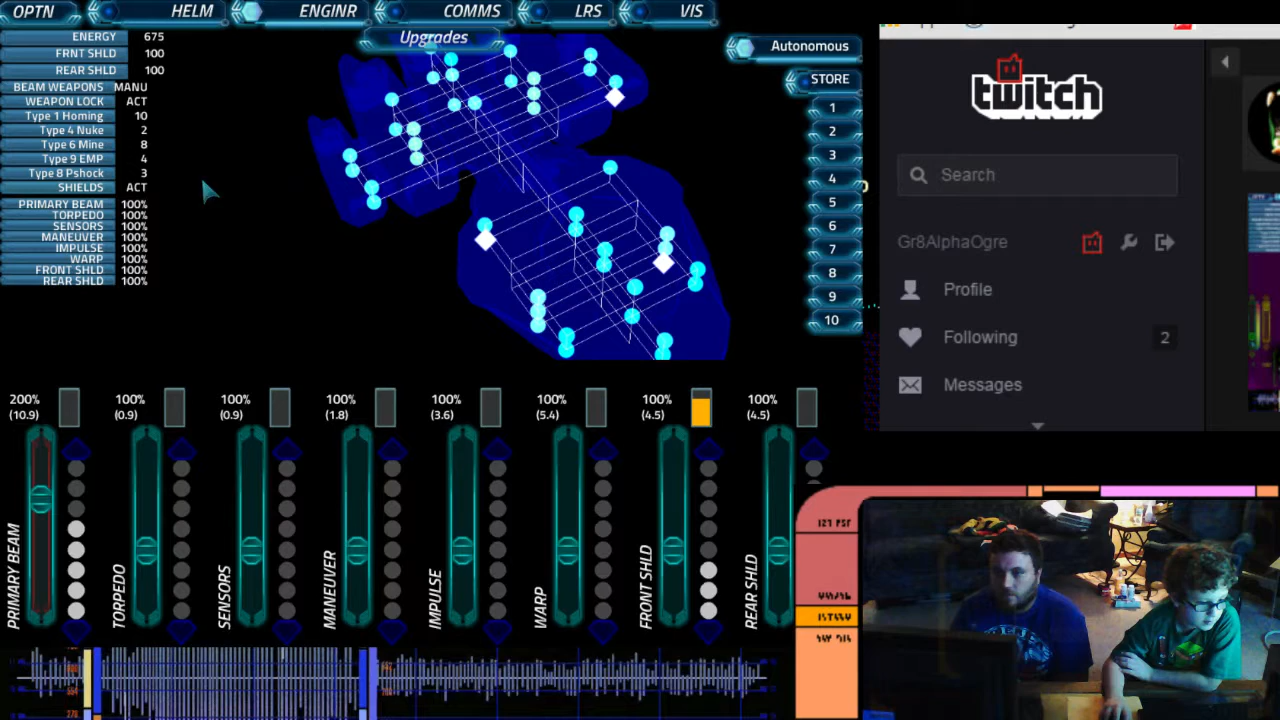 OPTN HELM ENGINR COMMS LRS VIS
Upgrades
Autonomous
ENERGY 675
FRNT SHLD 100
REAR SHLD 100
BEAM WEAPONS MANU
WEAPON LOCK ACT
Type 1 Homing 10
Type 4 Nuke 2
Type 6 Mine 8
Type 9 EMP 4
Type 8 Pshock 3
SHIELDS ACT
PRIMARY BEAM 100%
TORPEDO 100%
SENSORS 100%
MANEUVER 100%
IMPULSE 100%
WARP 100%
FRONT SHLD 100%
REAR SHLD 100%
STORE
1
2
3
4
5
6
7
8
9
10
twitch
Search
Gr8AlphaOgre
Profile
Following 2
Messages
200% 100% 100% 100% 100% 100% 100% 100%
(10.9) (0.9) (0.9) (1.8) (3.6) (5.4) (4.5) (4.5)
PRIMARY BEAM
TORPEDO
SENSORS
MANEUVER
IMPULSE
WARP
FRONT SHLD
REAR SHLD